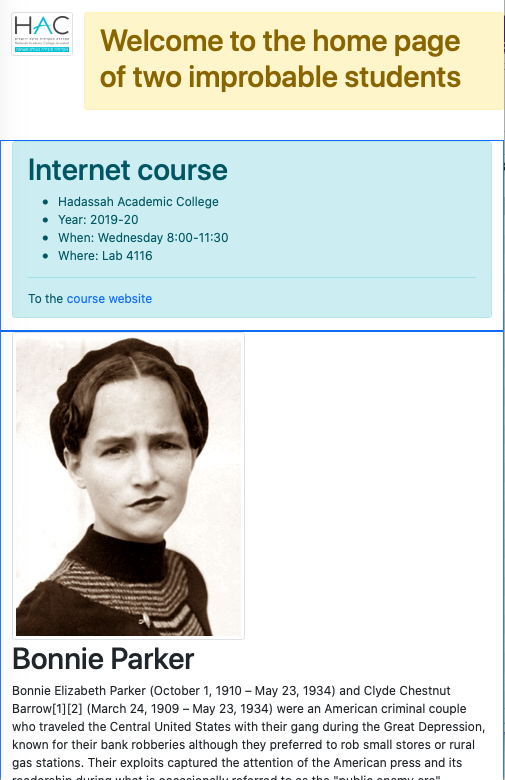 HAC
Welcome to the home page
of two improbable students
Internet course
Hadassah Academic College
Year: 2019-20
When: Wednesday 8:00-11:30
Where: Lab 4116
To the course website
Bonnie Parker
Bonnie Elizabeth Parker (October 1, 1910 – May 23, 1934) and Clyde Chestnut
Barrow[1][2] (March 24, 1909 – May 23, 1934) were an American criminal couple
who traveled the Central United States with their gang during the Great Depression,
known for their bank robberies although they preferred to rob small stores or rural
gas stations. Their exploits captured the attention of the American press and its
readership during what is occasionally referred to as the "public enemy era"